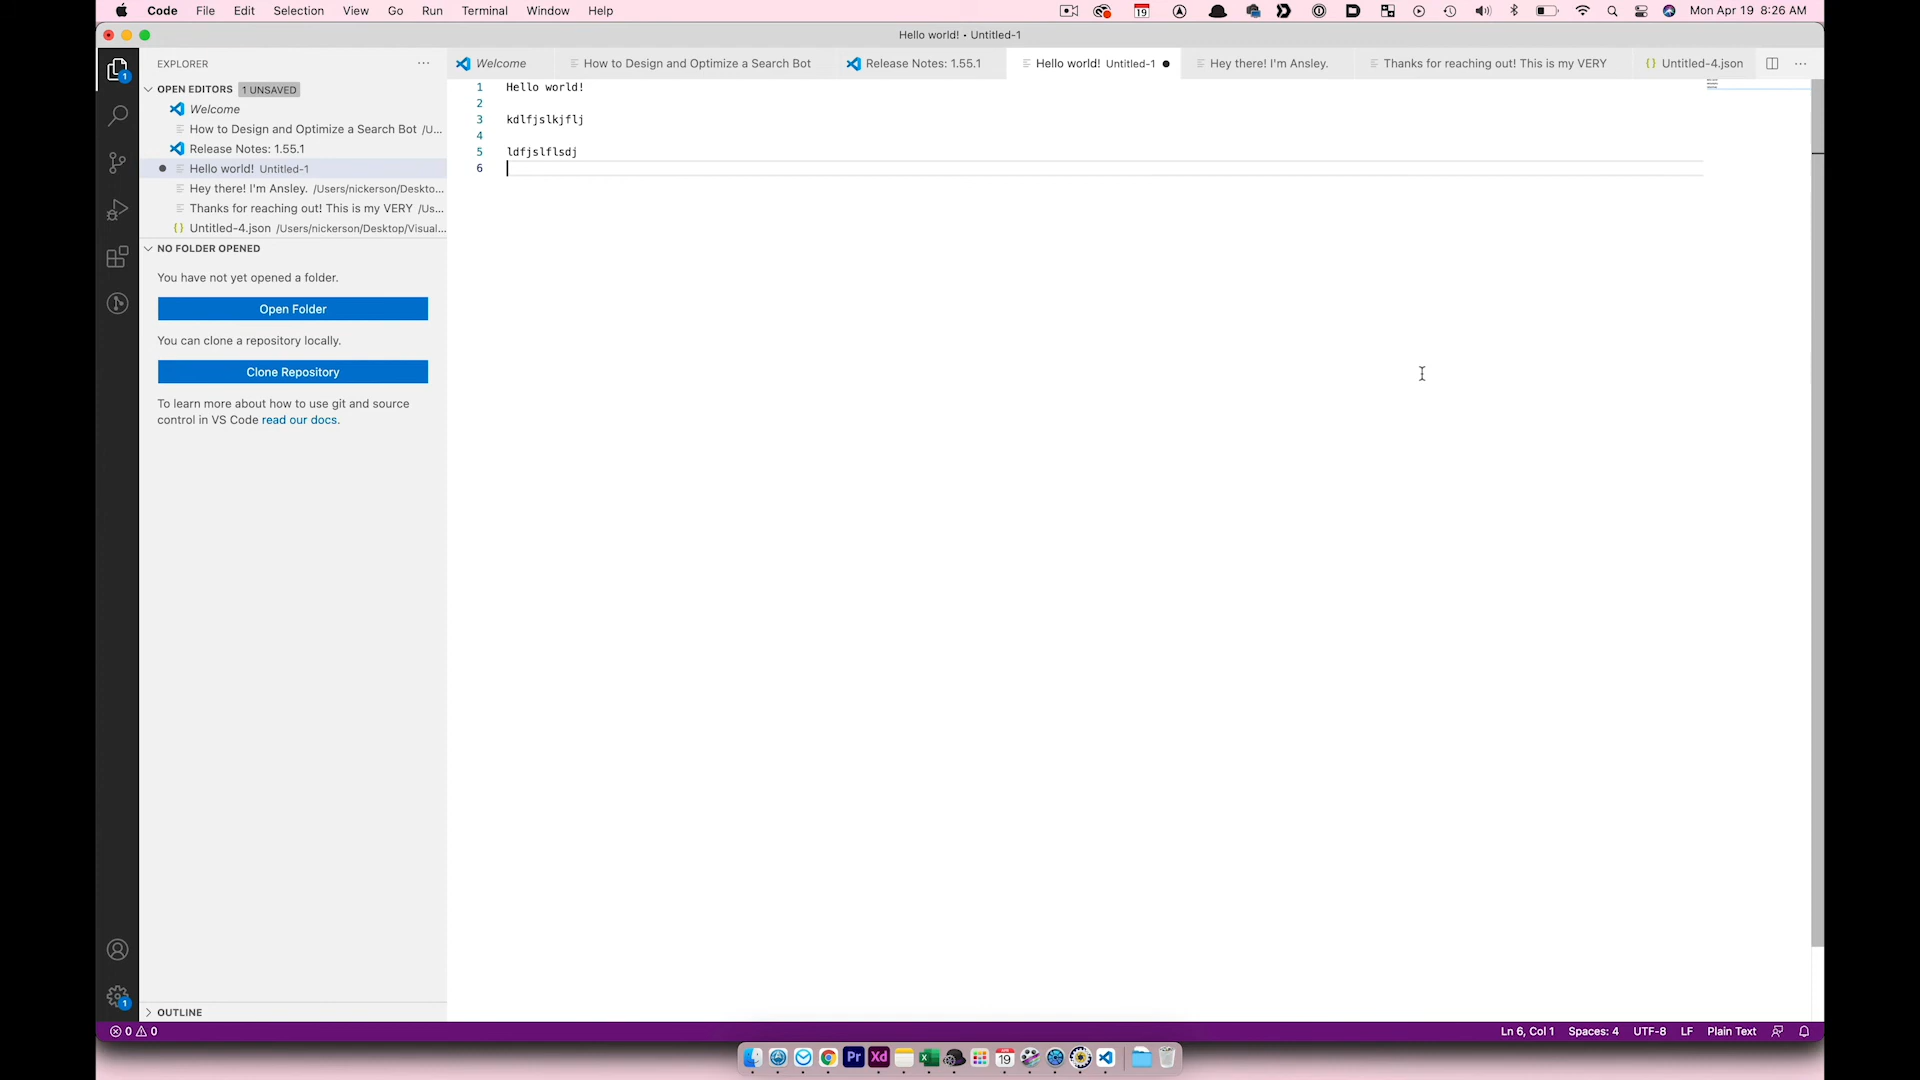 Code File Edit Selection View Go Run Terminal Window Help
19
Mon Apr 19 8:26 AM
Hello world! • Untitled-1
EXPLORER
Welcome
How to Design and Optimize a Search Bot
Release Notes: 1.55.1
Hello world! Untitled-1
Hey there! I'm Ansley.
Thanks for reaching out! This is my VERY
Untitled-4.json
OPEN EDITORS 1 UNSAVED
Welcome
How to Design and Optimize a Search Bot /U...
Release Notes: 1.55.1
Hello world! Untitled-1
Hey there! I'm Ansley. /Users/nickerson/Deskto...
Thanks for reaching out! This is my VERY /Us...
Untitled-4.json /Users/nickerson/Desktop/Visual...
NO FOLDER OPENED
You have not yet opened a folder.
Open Folder
You can clone a repository locally.
Clone Repository
To learn more about how to use git and source
control in VS Code read our docs.
OUTLINE
1 Hello world!
2
3 kdlfjslkjflj
4
5 ldfjslflsdj
6
1
1
0 0
Ln 6, Col 1 Spaces: 4 UTF-8 LF Plain Text
Pr Xd
19